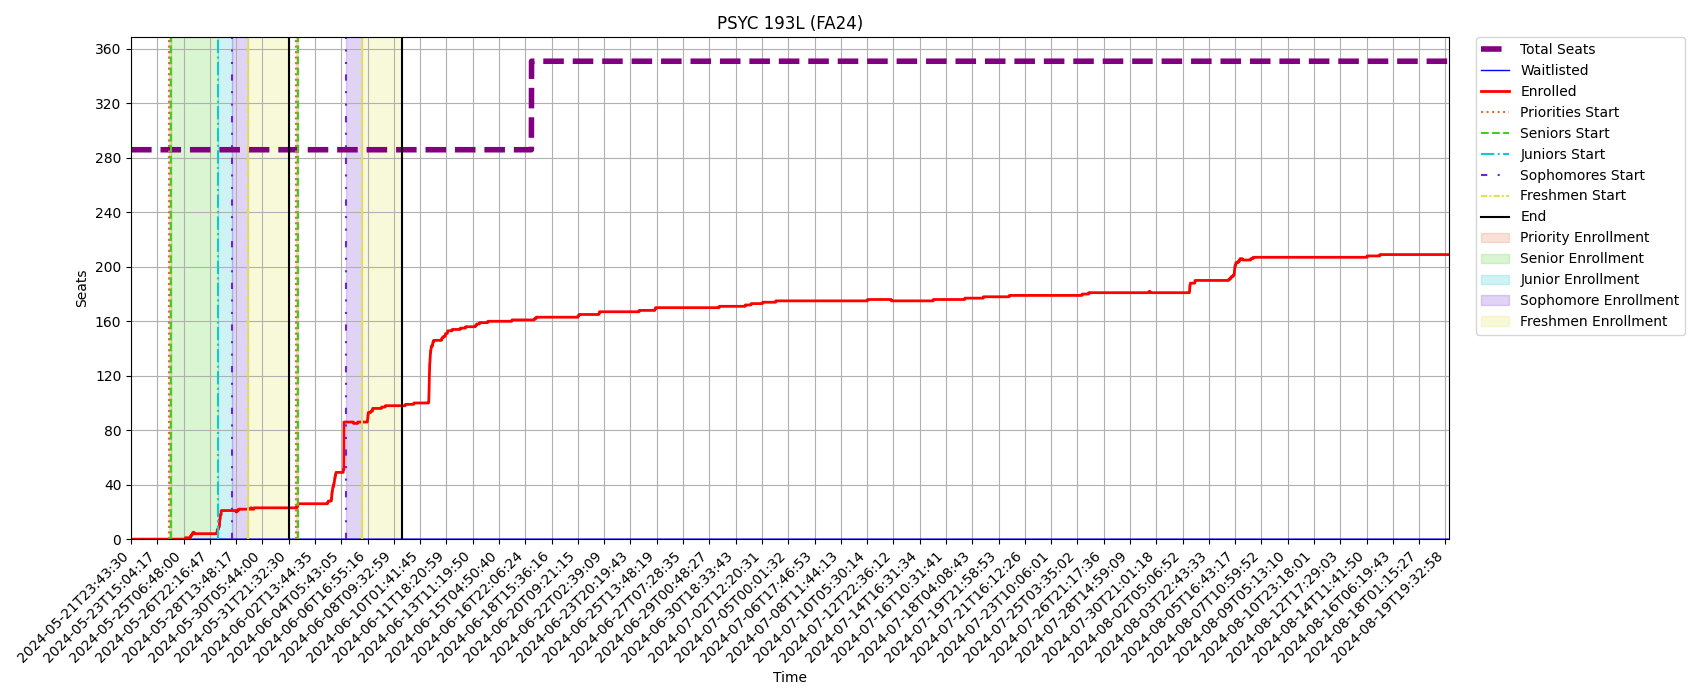 PSYC 193L (FA24)
Seats
360
320
280
240
200
160
120
80
40
0
2024-05-21T23:43:30
2024-05-23T15:04:17
2024-05-25T06:48:00
2024-05-26T22:16:47
2024-05-28T13:48:17
2024-05-30T05:44:00
2024-05-31T21:32:30
2024-06-02T13:44:35
2024-06-04T05:43:05
2024-06-06T16:55:16
2024-06-08T09:32:59
2024-06-10T01:41:45
2024-06-11T18:20:59
2024-06-13T11:19:50
2024-06-15T04:50:40
2024-06-16T22:06:24
2024-06-18T15:36:16
2024-06-20T09:21:15
2024-06-22T02:39:09
2024-06-23T20:19:43
2024-06-25T13:48:19
2024-06-27T07:28:35
2024-06-29T00:48:27
2024-06-30T18:33:43
2024-07-02T12:20:31
2024-07-05T00:01:32
2024-07-06T17:46:53
2024-07-08T11:44:13
2024-07-10T05:30:14
2024-07-12T22:36:12
2024-07-14T16:31:34
2024-07-16T10:31:41
2024-07-18T04:08:43
2024-07-19T21:58:53
2024-07-21T16:12:26
2024-07-23T10:06:01
2024-07-25T03:35:02
2024-07-26T21:17:36
2024-07-28T14:59:09
2024-07-30T21:01:18
2024-08-02T05:06:52
2024-08-03T22:43:33
2024-08-05T16:43:17
2024-08-07T10:59:52
2024-08-09T05:13:10
2024-08-10T23:18:01
2024-08-12T17:29:03
2024-08-14T11:41:50
2024-08-16T06:19:43
2024-08-18T01:15:27
2024-08-19T19:32:58
Time
Total Seats
Waitlisted
Enrolled
Priorities Start
Seniors Start
Juniors Start
Sophomores Start
Freshmen Start
End
Priority Enrollment
Senior Enrollment
Junior Enrollment
Sophomore Enrollment
Freshmen Enrollment